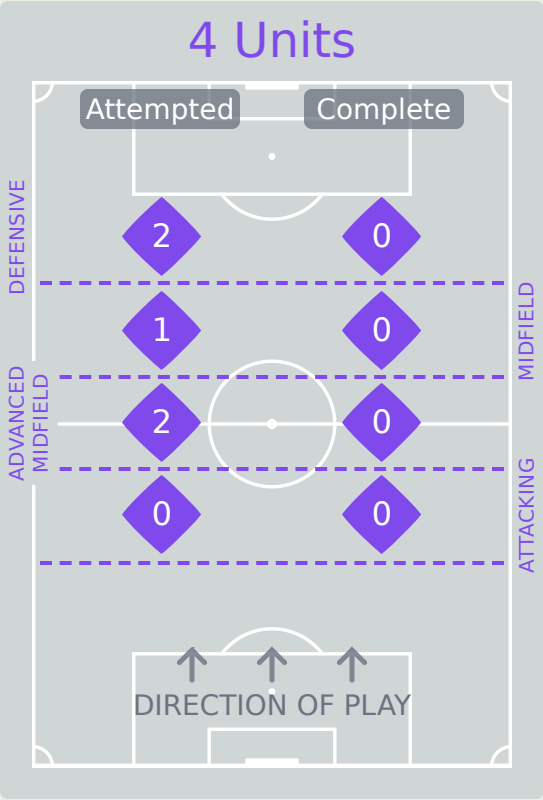 4 Units
Attempted Complete
DEFENSIVE
2 0
MIDFIELD
1 0
ADVANCED
MIDFIELD
2 0
ATTACKING
0 0
DIRECTION OF PLAY